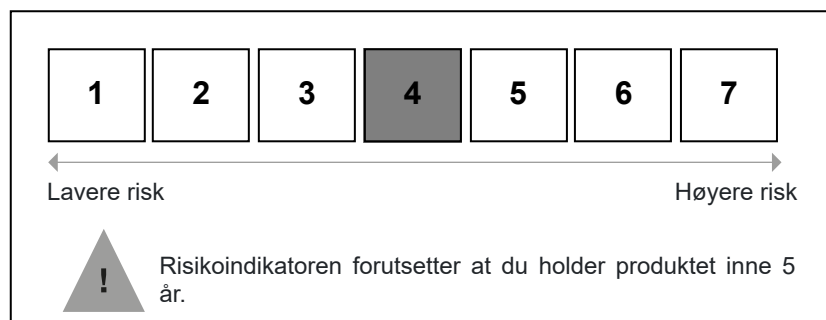 1 2 3 4 5 6 7
Lavere risk Høyere risk
! Risikoindikatoren forutsetter at du holder produktet inne 5
år.